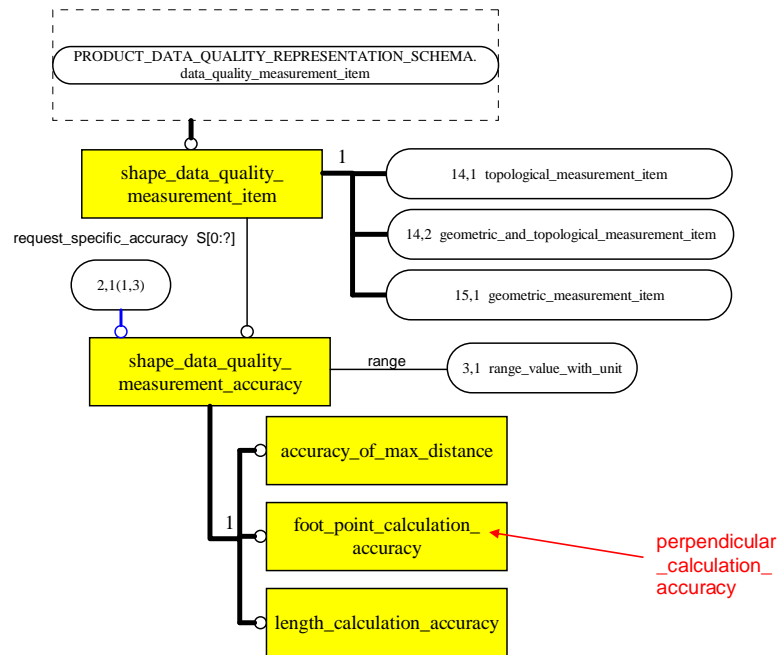 PRODUCT_DATA_QUALITY_REPRESENTATION_SCHEMA.
data_quality_measurement_item
shape_data_quality_
measurement_item
1
14,1 topological_measurement_item
14,2 geometric_and_topological_measurement_item
15,1 geometric_measurement_item
request_specific_accuracy S[0:?]
2,1(1,3)
shape_data_quality_
measurement_accuracy
range
3,1 range_value_with_unit
accuracy_of_max_distance
1
foot_point_calculation_
accuracy
perpendicular
_calculation_
accuracy
length_calculation_accuracy